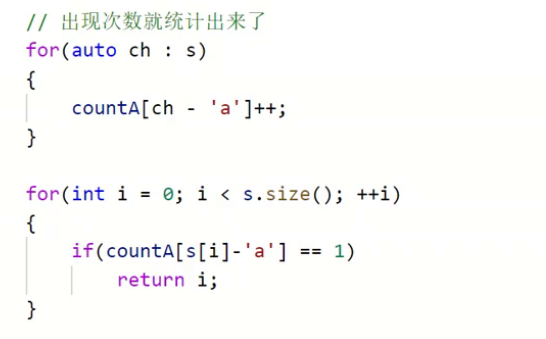 // 出现次数就统计出来了
for(auto ch : s)
{
    countA[ch - 'a']++;
}
for(int i = 0; i < s.size(); ++i)
{
    if(countA[s[i]-'a'] == 1)
        return i;
}